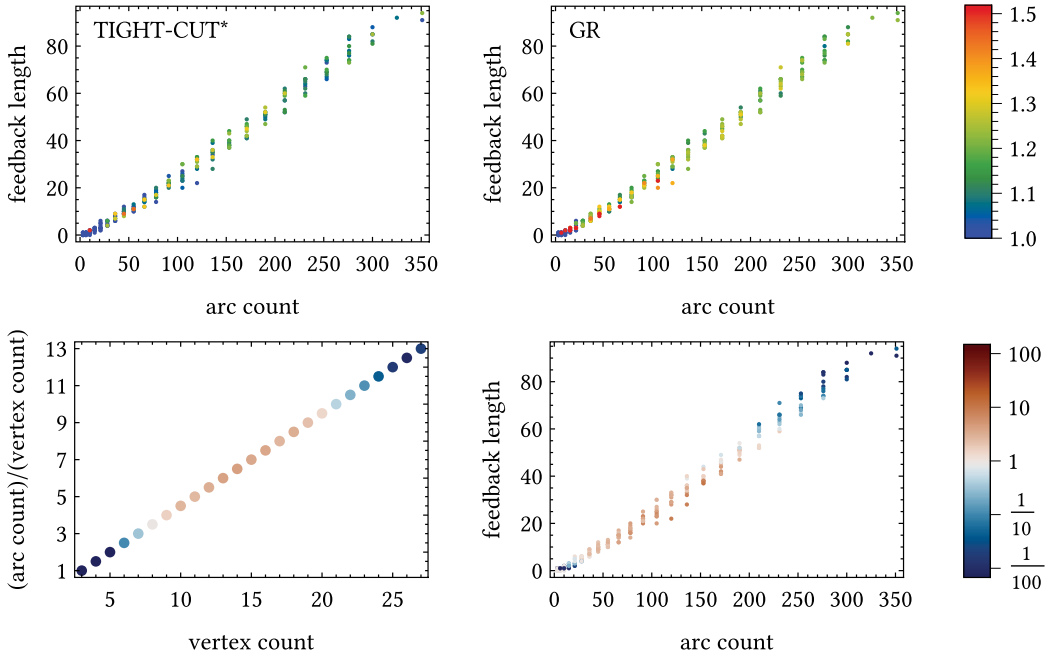 TIGHT-CUT*
feedback length
80
60
40
20
0
0 50 100 150 200 250 300 350
arc count
GR
feedback length
80
60
40
20
0
0 50 100 150 200 250 300 350
arc count
1.5
1.4
1.3
1.2
1.1
1.0
(arc count)/(vertex count)
13
11
9
7
5
3
1
5 10 15 20 25
vertex count
feedback length
80
60
40
20
0
0 50 100 150 200 250 300 350
arc count
100
10
1
1
10
1
100